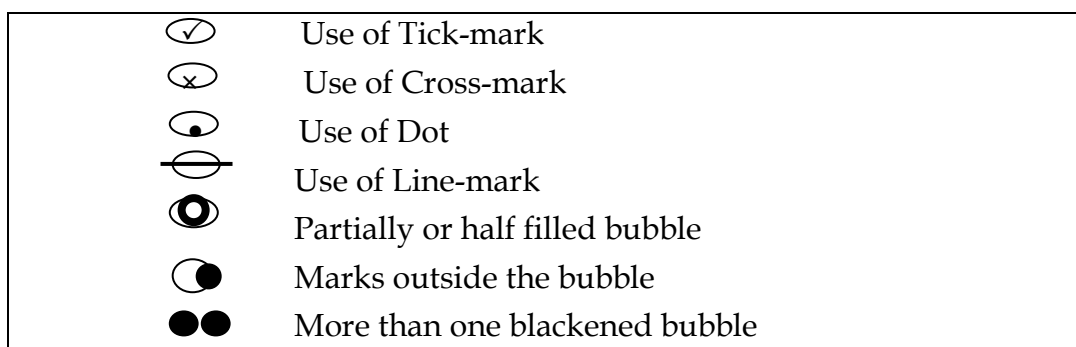 Use of Tick-mark
Use of Cross-mark
Use of Dot
Use of Line-mark
Partially or half filled bubble
Marks outside the bubble
More than one blackened bubble